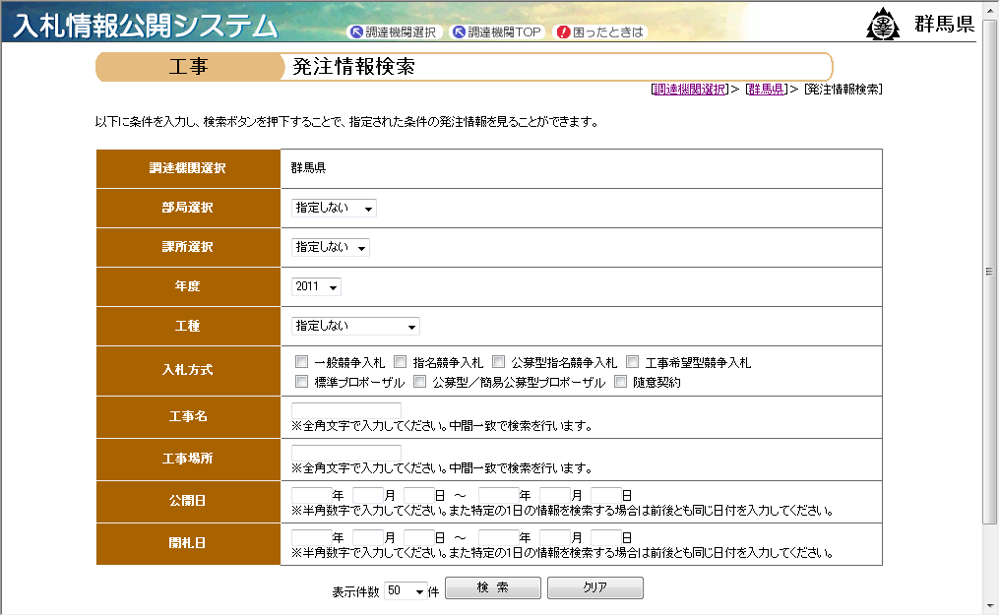 入札情報公開システム
調達機関選択 調達機関TOP 困ったときは
群馬県
工事 発注情報検索
[調達機関選択]> [群馬県]> [発注情報検索]
以下に条件を入力し、検索ボタンを押下することで、指定された条件の発注情報を見ることができます。
調達機関選択 群馬県
部局選択 指定しない
課所選択 指定しない
年度 2011
工種 指定しない
入札方式
一般競争入札 指名競争入札 公募型指名競争入札 工事希望型競争入札
標準プロポーザル 公募型／簡易公募型プロポーザル 随意契約
工事名
※全角文字で入力してください。中間一致で検索を行います。
工事場所
※全角文字で入力してください。中間一致で検索を行います。
公開日 年 月 日 ～ 年 月 日
※半角数字で入力してください。また特定の1日の情報を検索する場合は前後とも同じ日付を入力してください。
開札日 年 月 日 ～ 年 月 日
※半角数字で入力してください。また特定の1日の情報を検索する場合は前後とも同じ日付を入力してください。
表示件数 50 件 検 索 クリア